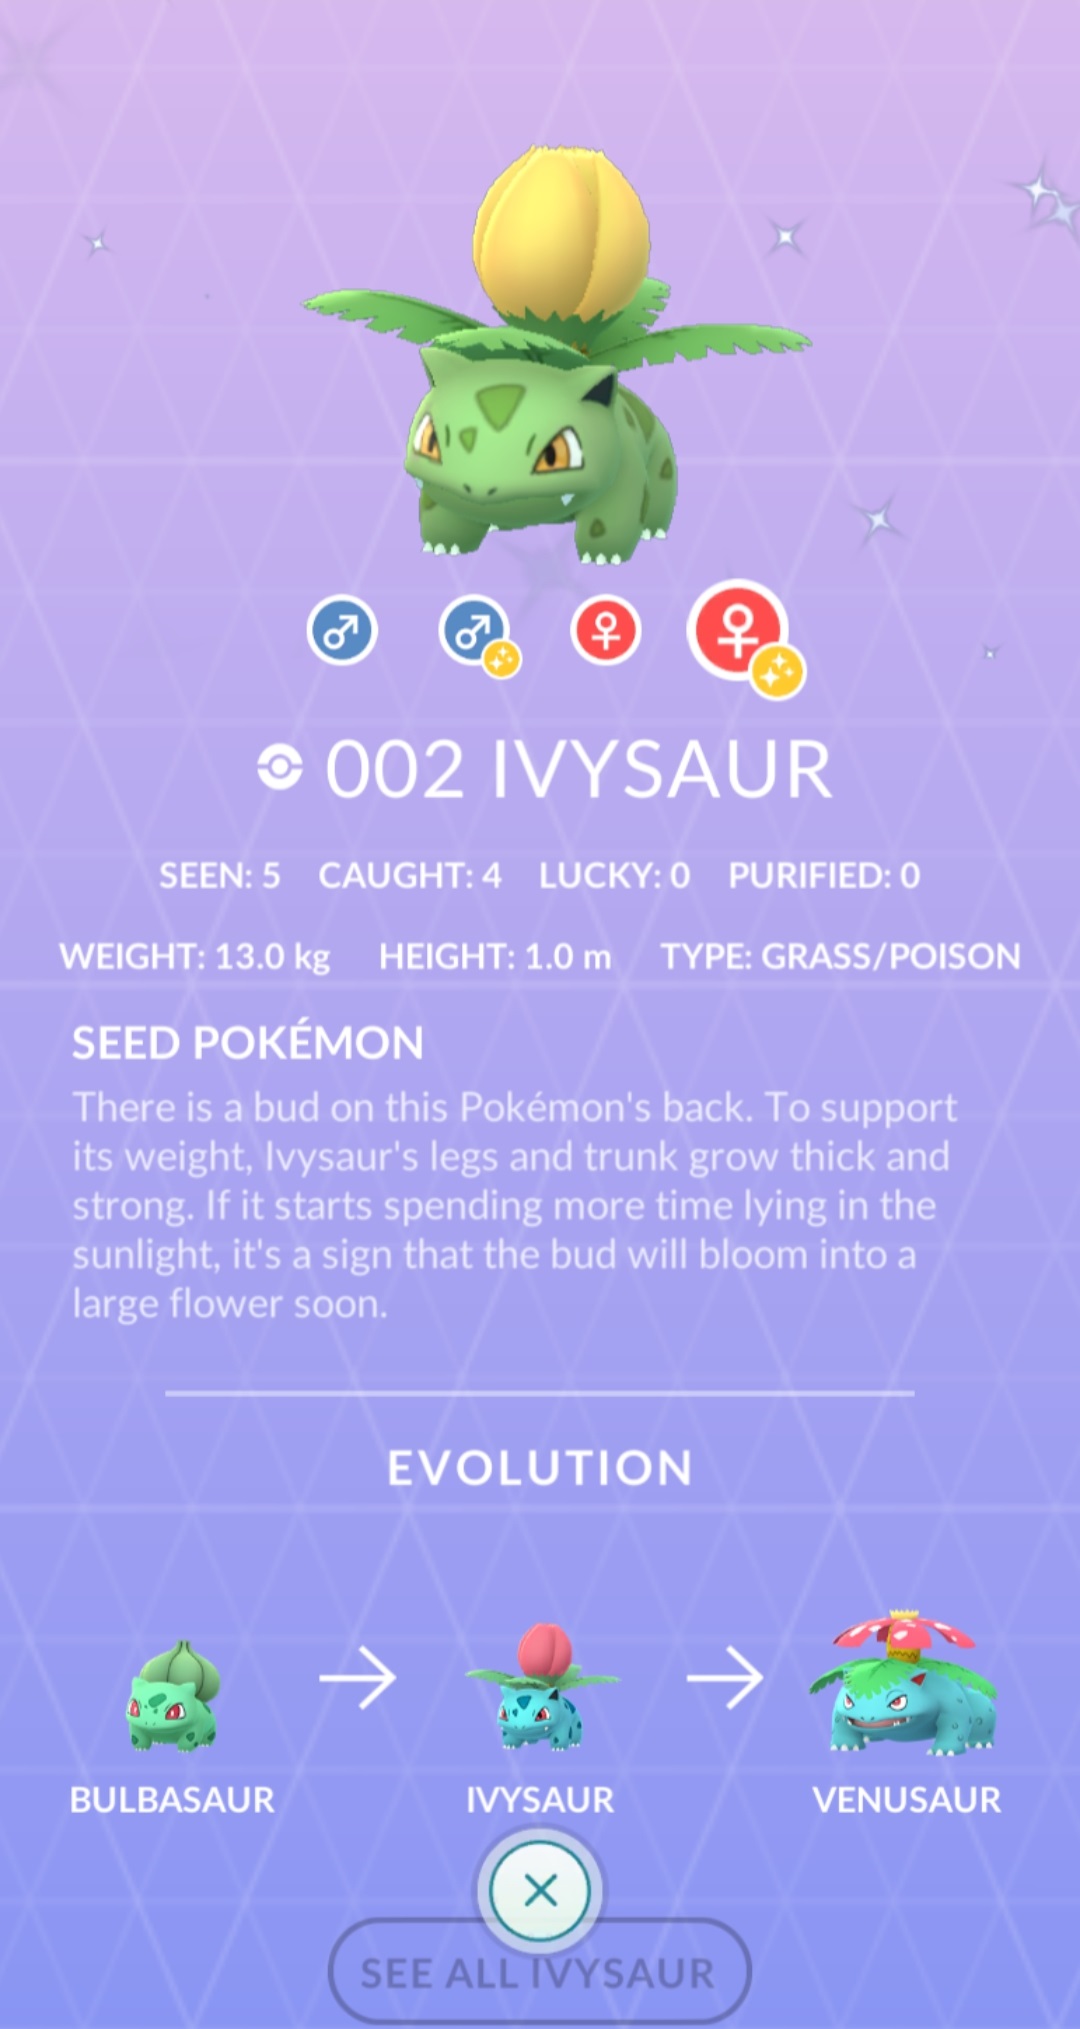 002 IVYSAUR
SEEN: 5 CAUGHT: 4 LUCKY: 0 PURIFIED: 0
WEIGHT: 13.0 kg HEIGHT: 1.0 m TYPE: GRASS/POISON
SEED POKÉMON
There is a bud on this Pokémon's back. To support
its weight, Ivysaur's legs and trunk grow thick and
strong. If it starts spending more time lying in the
sunlight, it's a sign that the bud will bloom into a
large flower soon.
EVOLUTION
BULBASAUR IVYSAUR VENUSAUR
SEE ALL IVYSAUR